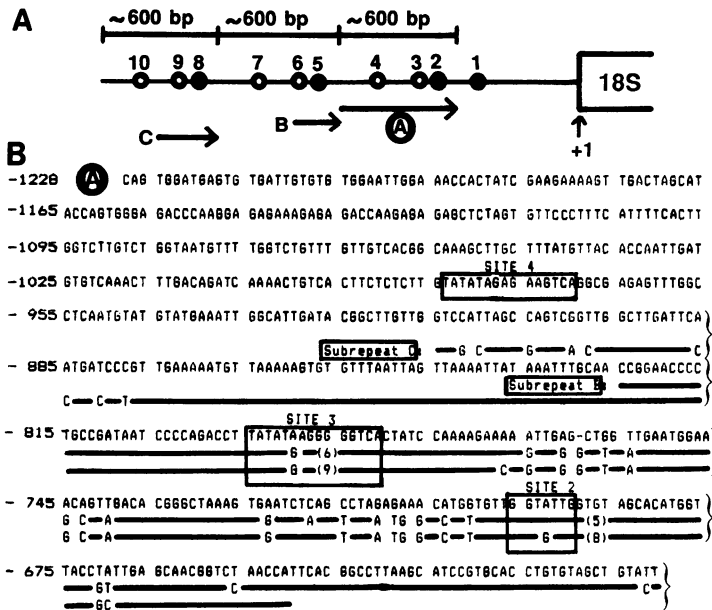 A
~600 bp ~600 bp ~600 bp
10 9 8 7 6 5 4 3 2 1
18S
C B A
+1
B
-1228 A CAG TGGATGAGTG TGATTGTGTG TGGAATTGGA AACCACTATC GAAGAAAAGT TGACTAGCAT
-1165 ACCAGTGGGA GACCCAAGGA GAGAAAGAGA GACCAAGAGA GAGCTCTAGT GTTCCCTTTC ATTTTCACTT
-1095 GGTCTTGTCT GGTAATGTTT TGGTCTGTTT GTTGTCACGG CAAAGCTTGC TTTATGTTAC ACCAATTGAT
-1025 GTGTCAAACT TTGACAGATC AAAACTGTCA CTTCTCTCTT GTATATAGAG AAGTCAGGCG AGAGTTTGGC
SITE 4
- 955 CTCAATGTAT GTATGAAATT GGCATTGATA CGGCTTGTTG GTCCATTAGC CAGTCGGTTG GCTTGATTCA
Subrepeat C: G C G A C C
- 885 AATGATCCCGT TGAAAAATGT TAAAAAGTGT GTTTAATTAG TTAAAAATTAT AAATTTGCAA CCGGAACCCC
Subrepeat B:
C C T
- 815 TGCCGATAAT CCCCAGACCT TATATAAGGG GGTCACTATC CAAAAGAAAA ATTGAG-CTGG TTGAATGGAA
SITE 3
G (6) G G T A
G (9) C G G T A
- 745 ACAGTTGACA CGGGCTAAAG TGAATCTCAG CCTAGAGAAA CATGGTGTTG GGTATTGGTGT AGCACATGGT
SITE 2
G C A G A T A T G G C T (5)
G C A G A T A T G G C T G (8)
- 675 TACCTATTGA GCAACGGTCT AACCATTCAC GGCCTTAAGC ATCCGTGCAC CTGTGTAGCT GTATT
GT C C
GC